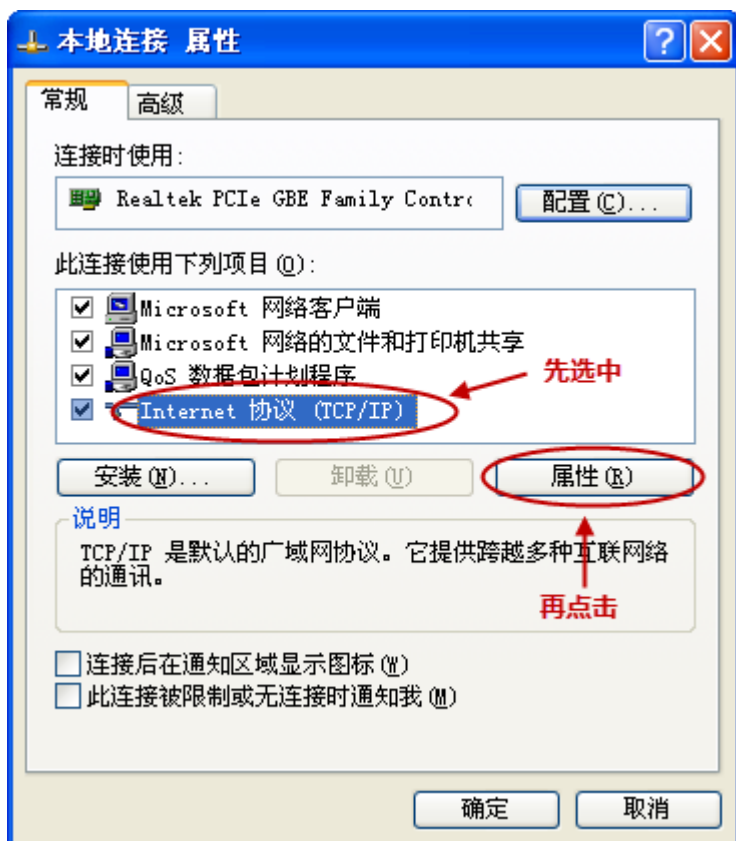 本地连接 属性
常规 高级
连接时使用:
Realtek PCIe GBE Family Contr 配置(C)...
此连接使用下列项目(O):
Microsoft 网络客户端
Microsoft 网络的文件和打印机共享
QoS 数据包计划程序
先选中
Internet 协议 (TCP/IP)
安装(N)... 卸载(U) 属性(R)
说明
TCP/IP 是默认的广域网协议。它提供跨越多种互联网络
的通讯。
再点击
连接后在通知区域显示图标(W)
此连接被限制或无连接时通知我(M)
确定 取消